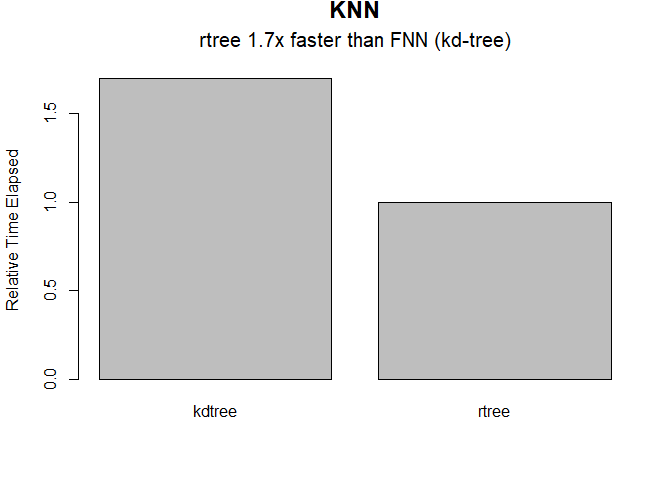 KNN
rtree 1.7x faster than FNN (kd-tree)
Relative Time Elapsed
1.5
1.0
0.5
0.0
kdtree
rtree